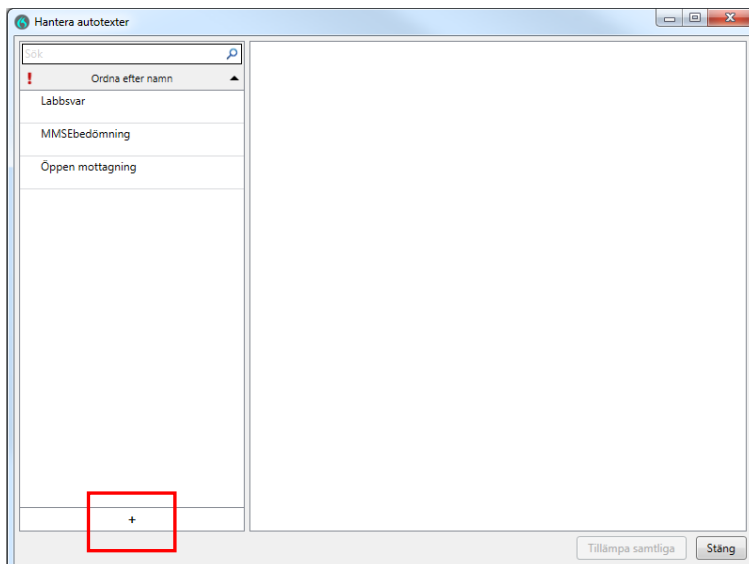 Hantera autotexter
Sök
! Ordna efter namn
Labbsvar
MMSEbedömning
Öppen mottagning
+
Tillämpa samtliga Stäng